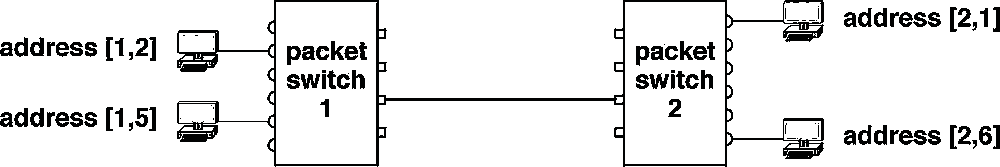 address [1,2]
address [1,5]
packet
switch
1
packet
switch
2
address [2,1]
address [2,6]